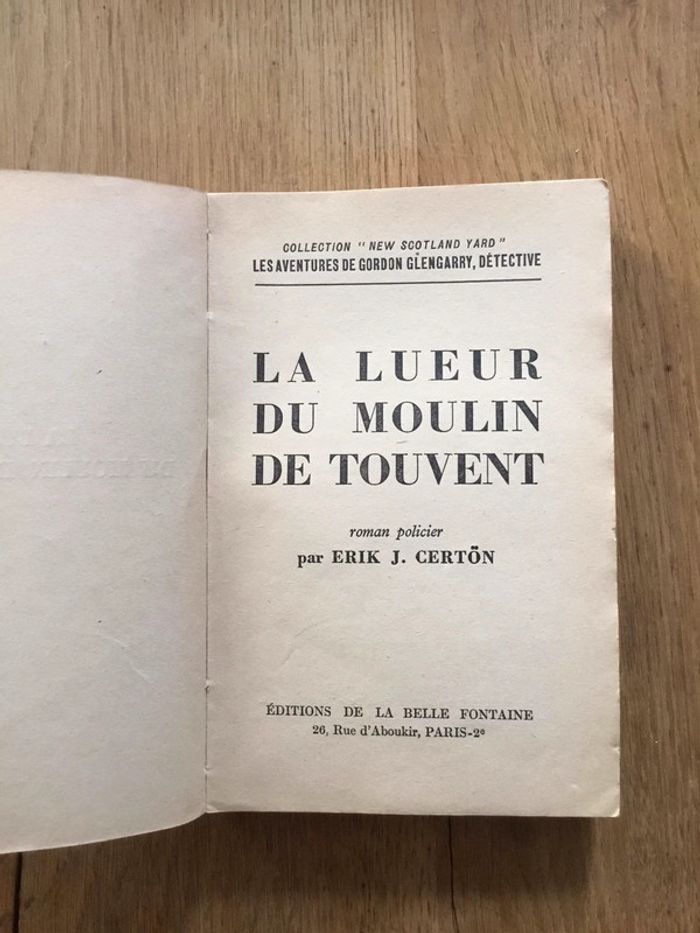 COLLECTION "NEW SCOTLAND YARD"
LES AVENTURES DE GORDON GLENGARRY, DÉTECTIVE
LA LUEUR
DU MOULIN
DE TOUVENT
roman policier
par ERIK J. CERTÖN
ÉDITIONS DE LA BELLE FONTAINE
26, Rue d'Aboukir, PARIS-2e